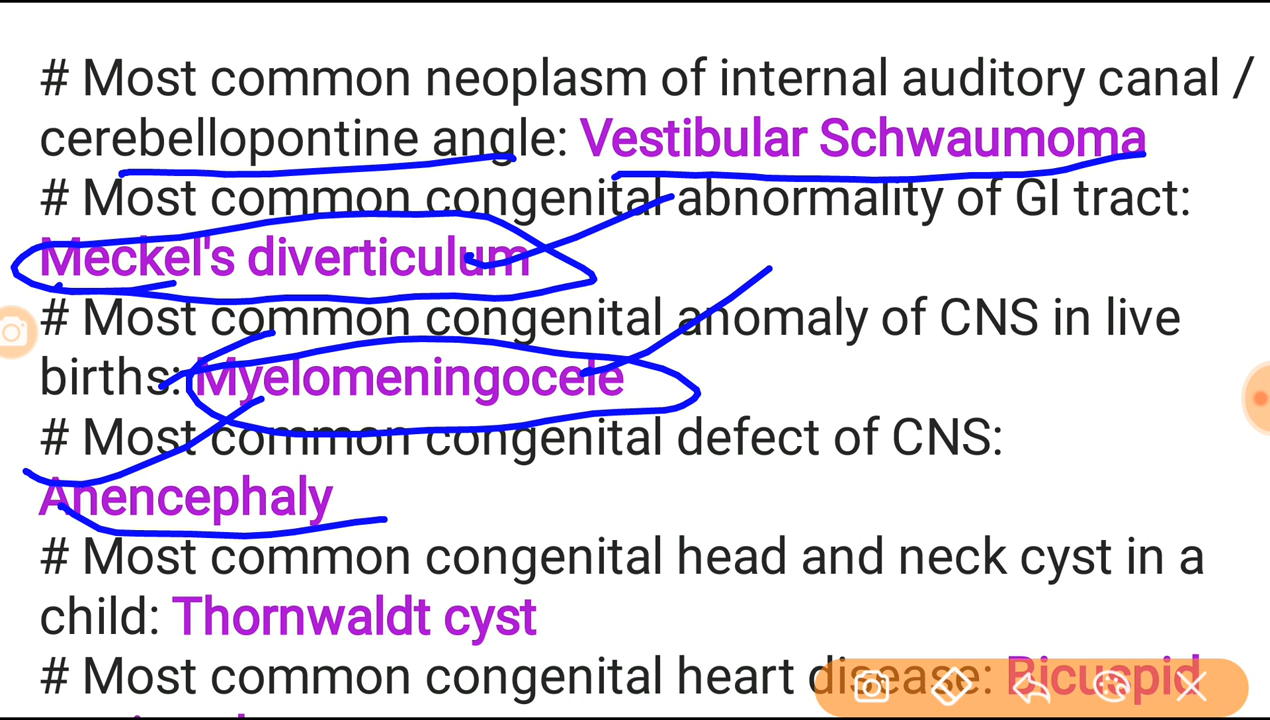 # Most common neoplasm of internal auditory canal /
cerebellopontine angle: Vestibular Schwaumoma
# Most common congenital abnormality of GI tract:
Meckel's diverticulum
# Most common congenital anomaly of CNS in live
births: Myelomeningocele
# Most common congenital defect of CNS:
Anencephaly
# Most common congenital head and neck cyst in a
child: Thornwaldt cyst
# Most common congenital heart disease: Bicuspid